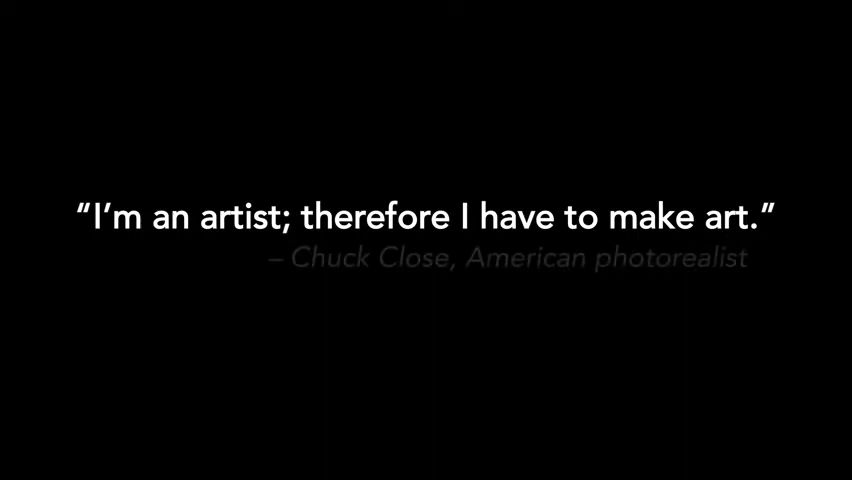 “I’m an artist; therefore I have to make art.”
– Chuck Close, American photorealist